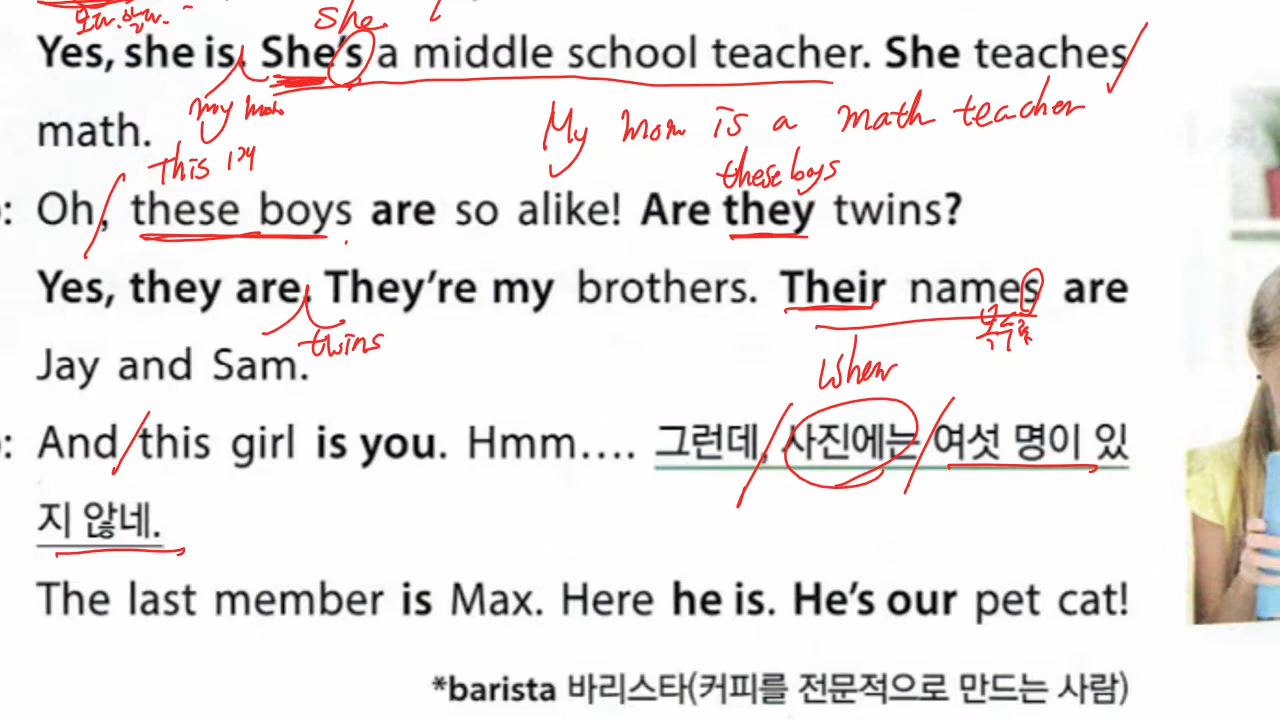 she
Yes, she is. She's a middle school teacher. She teaches
my mom
My mom is a math teacher
math.
This
these boys
: Oh, these boys are so alike! Are they twins?
Yes, they are. They're my brothers. Their names are
twins
Jay and Sam.
: And this girl is you. Hmm…. 그런데, 사진에는 여섯 명이 있
지 않네.
The last member is Max. Here he is. He's our pet cat!
*barista 바리스타(커피를 전문적으로 만드는 사람)